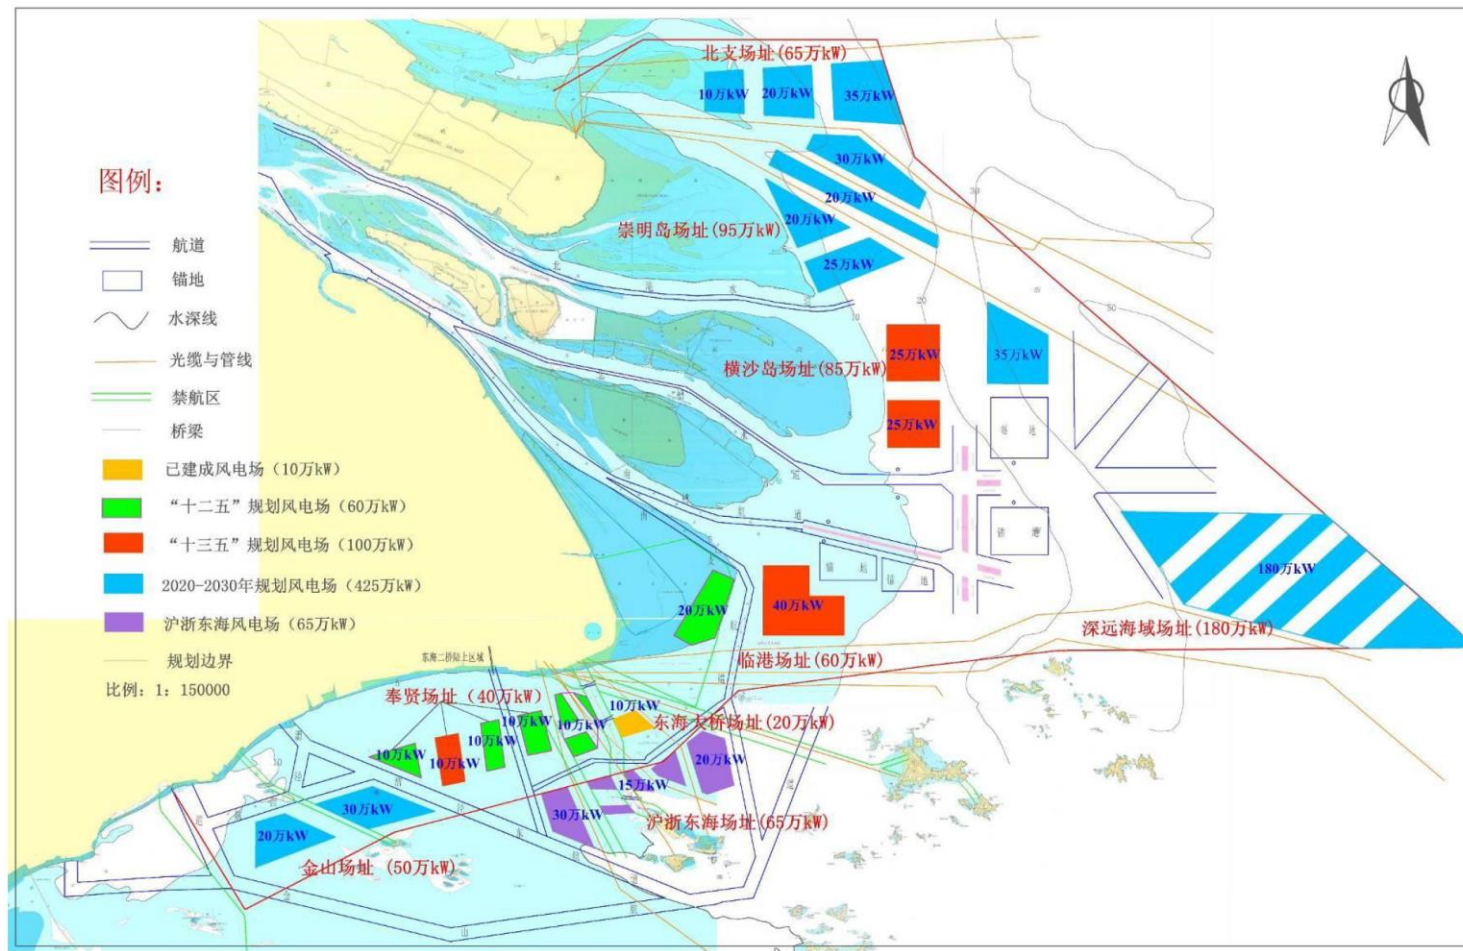 北支场址(65万kW)
10万kW
20万kW
35万kW
30万kW
20万kW
20万kW
崇明岛场址(95万kW)
25万kW
图例：
航道
锚地
水深线
光缆与管线
禁航区
桥梁
已建成风电场（10万kW）
“十二五”规划风电场（60万kW）
“十三五”规划风电场（100万kW）
2020-2030年规划风电场（425万kW）
沪浙东海风电场（65万kW）
规划边界
比例：1：150000
30
20
50
10
5
25万kW
35万kW
横沙岛场址(85万kW)
25万kW
锚地
锚地
锚地
锚地
180万kW
20万kW
40万kW
深远海域场址(180万kW)
临港场址(60万kW)
东海二桥陆上区域
奉贤场址（40万kW）
10万kW
10万kW
10万kW
10万kW
10万kW
10万kW
东海大桥场址(20万kW)
20万kW
15万kW
30万kW
30万kW
20万kW
沪浙东海场址(65万kW)
金山场址 (50万kW)